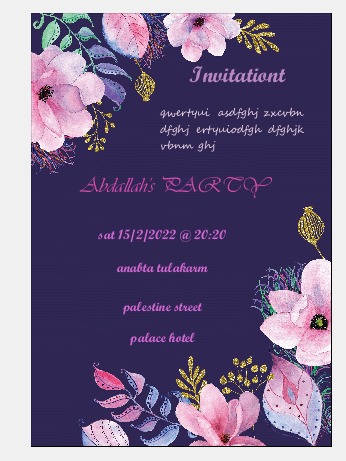 Invitationt
qwertyui asdfghj zxcvbn
dfghj ertyuiodfgh dfghjk
vbnm ghj
Abdallah's PARTY
sat 15/2/2022 @ 20:20
anabta tulakarm
palestine street
palace hotel